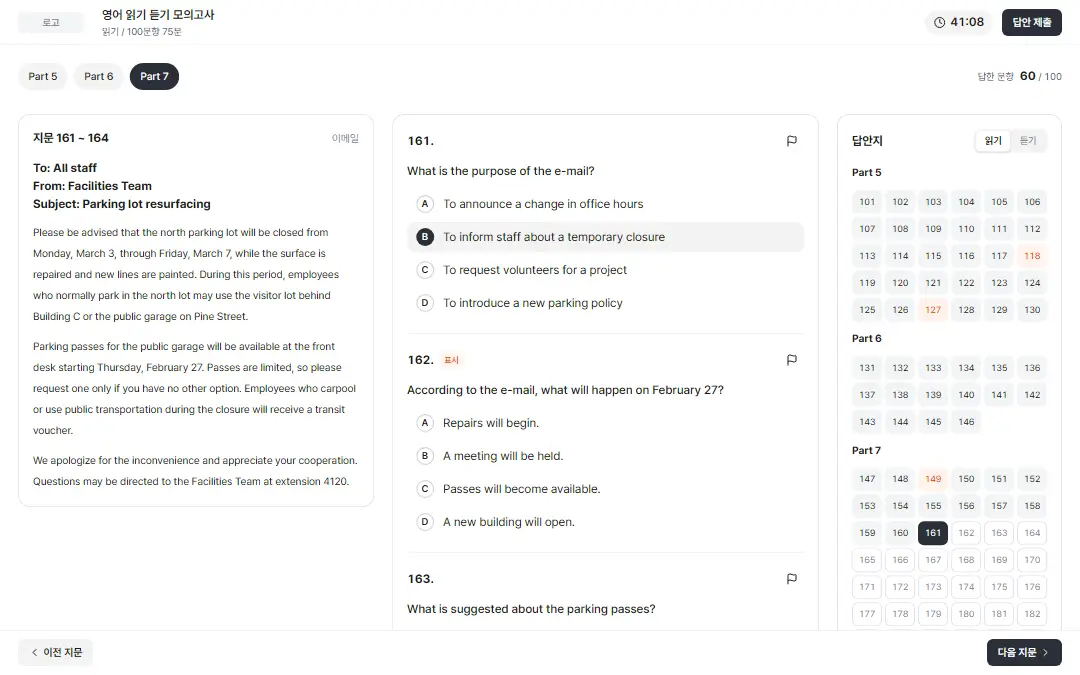 로고
영어 읽기 듣기 모의고사
읽기 / 100문항 75분
41:08
답안 제출
Part 5
Part 6
Part 7
답한 문항 60 / 100
지문 161 ~ 164
이메일
To: All staff
From: Facilities Team
Subject: Parking lot resurfacing
Please be advised that the north parking lot will be closed from
Monday, March 3, through Friday, March 7, while the surface is
repaired and new lines are painted. During this period, employees
who normally park in the north lot may use the visitor lot behind
Building C or the public garage on Pine Street.
Parking passes for the public garage will be available at the front
desk starting Thursday, February 27. Passes are limited, so please
request one only if you have no other option. Employees who carpool
or use public transportation during the closure will receive a transit
voucher.
We apologize for the inconvenience and appreciate your cooperation.
Questions may be directed to the Facilities Team at extension 4120.
161.
What is the purpose of the e-mail?
A To announce a change in office hours
B To inform staff about a temporary closure
C To request volunteers for a project
D To introduce a new parking policy
162. 표시
According to the e-mail, what will happen on February 27?
A Repairs will begin.
B A meeting will be held.
C Passes will become available.
D A new building will open.
163.
What is suggested about the parking passes?
답안지
읽기 듣기
Part 5
101 102 103 104 105 106
107 108 109 110 111 112
113 114 115 116 117 118
119 120 121 122 123 124
125 126 127 128 129 130
Part 6
131 132 133 134 135 136
137 138 139 140 141 142
143 144 145 146
Part 7
147 148 149 150 151 152
153 154 155 156 157 158
159 160 161 162 163 164
165 166 167 168 169 170
171 172 173 174 175 176
177 178 179 180 181 182
이전 지문
다음 지문